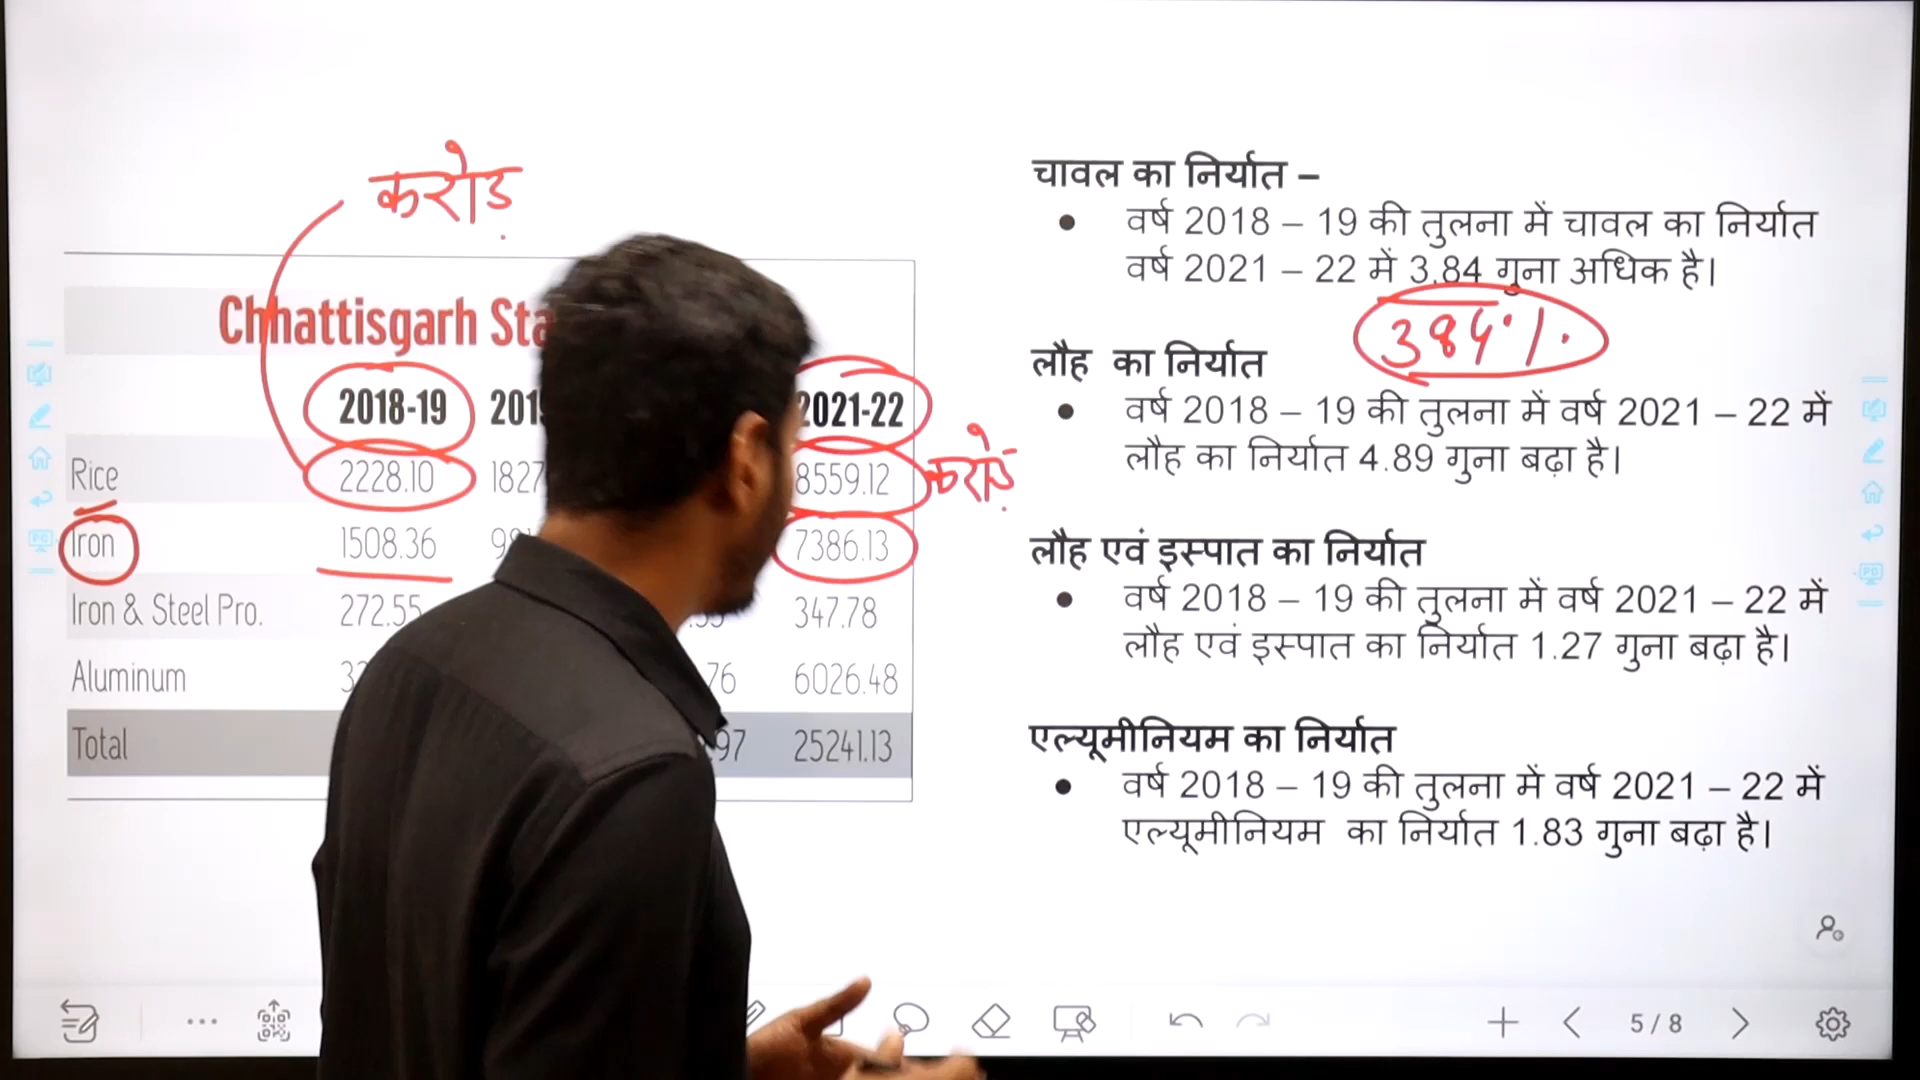 करोड़
Chhattisgarh
2018-19 2021-22
Rice 2228.10 8559.12 करोड़
Iron 1508.36 7386.13
Iron & Steel Pro. 272.55 347.78
Aluminum 6026.48
Total 25241.13
चावल का निर्यात –
● वर्ष 2018 – 19 की तुलना में चावल का निर्यात
वर्ष 2021 – 22 में 3.84 गुना अधिक है।
384%
लौह का निर्यात
● वर्ष 2018 – 19 की तुलना में वर्ष 2021 – 22 में
लौह का निर्यात 4.89 गुना बढ़ा है।
लौह एवं इस्पात का निर्यात
● वर्ष 2018 – 19 की तुलना में वर्ष 2021 – 22 में
लौह एवं इस्पात का निर्यात 1.27 गुना बढ़ा है।
एल्यूमीनियम का निर्यात
● वर्ष 2018 – 19 की तुलना में वर्ष 2021 – 22 में
एल्यूमीनियम का निर्यात 1.83 गुना बढ़ा है।
5 / 8